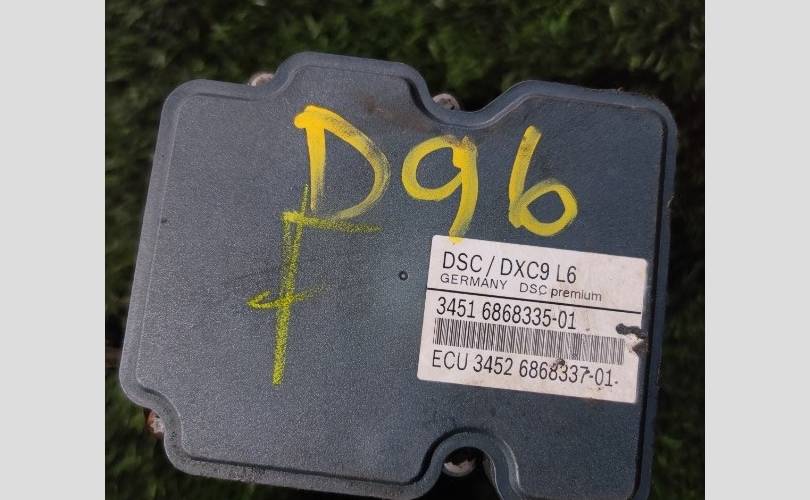 D96
F
DSC / DXC9 L6
GERMANY DSC premium
3451 6868335-01
ECU 3452 6868337-01